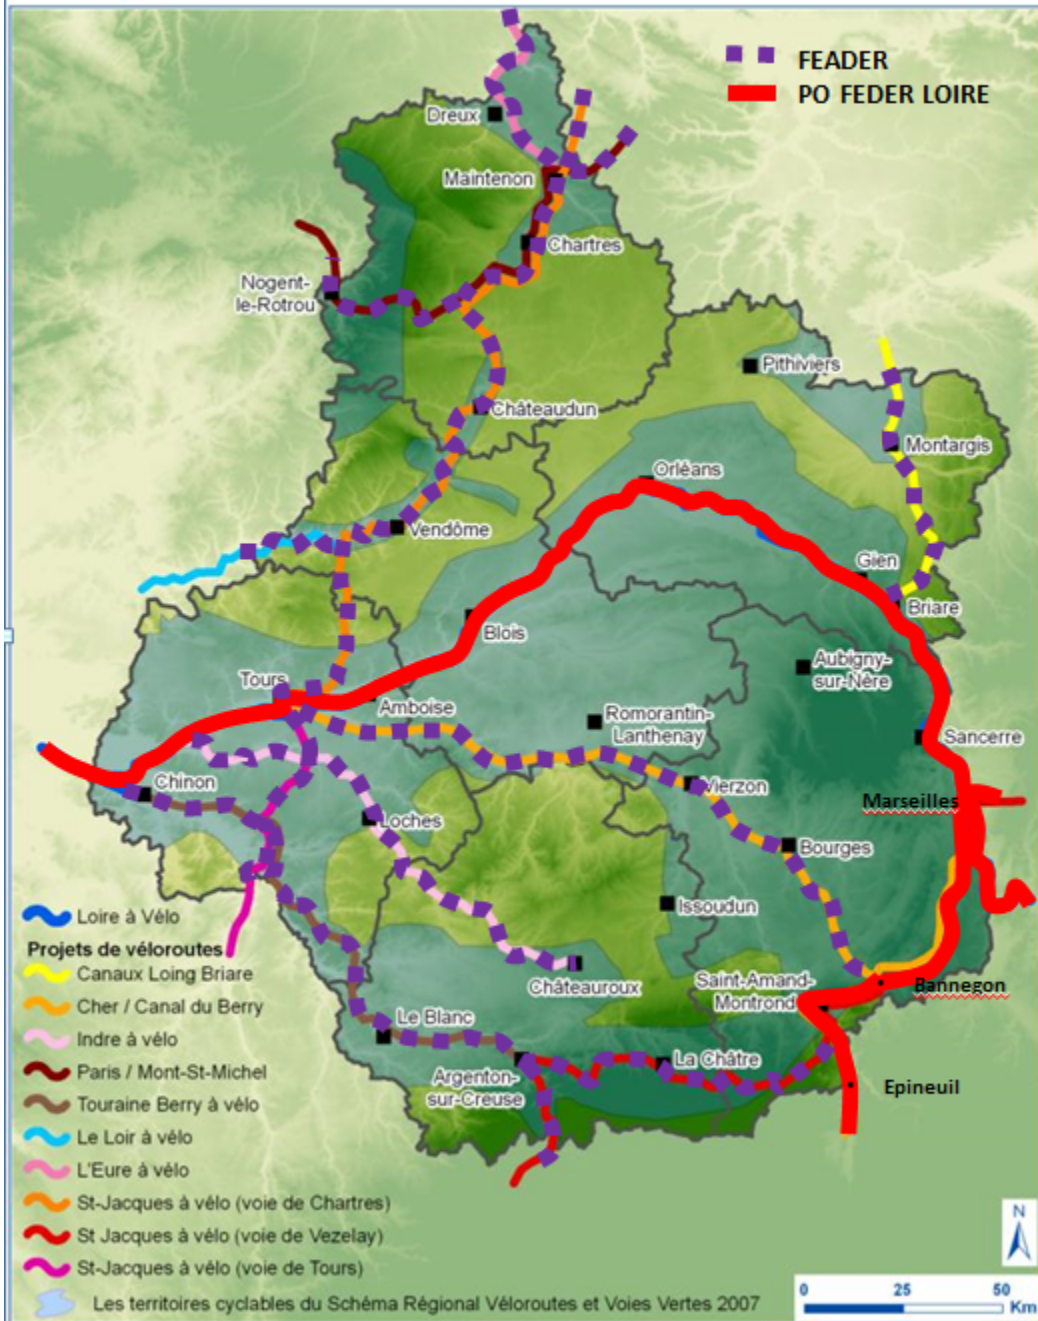 FEADER
PO FEDER LOIRE
Dreux
Maintenon
Chartres
Nogent-
le-Rotrou
Pithiviers
Châteaudun
Montargis
Orléans
Vendôme
Gien
Briare
Blois
Aubigny-
sur-Nère
Tours
Amboise
Romorantin-
Lanthenay
Sancerre
Chinon
Vierzon
Marseilles
Loches
Bourges
Issoudun
Châteauroux
Saint-Amand-
Montrond
Bannegon
Le Blanc
Argenton-
sur-Creuse
La Châtre
Epineuil
Loire à Vélo
Projets de véloroutes
Canaux Loing Briare
Cher / Canal du Berry
Indre à vélo
Paris / Mont-St-Michel
Touraine Berry à vélo
Le Loir à vélo
L'Eure à vélo
St-Jacques à vélo (voie de Chartres)
St Jacques à vélo (voie de Vezelay)
St-Jacques à vélo (voie de Tours)
Les territoires cyclables du Schéma Régional Véloroutes et Voies Vertes 2007
N
0 25 50
Km